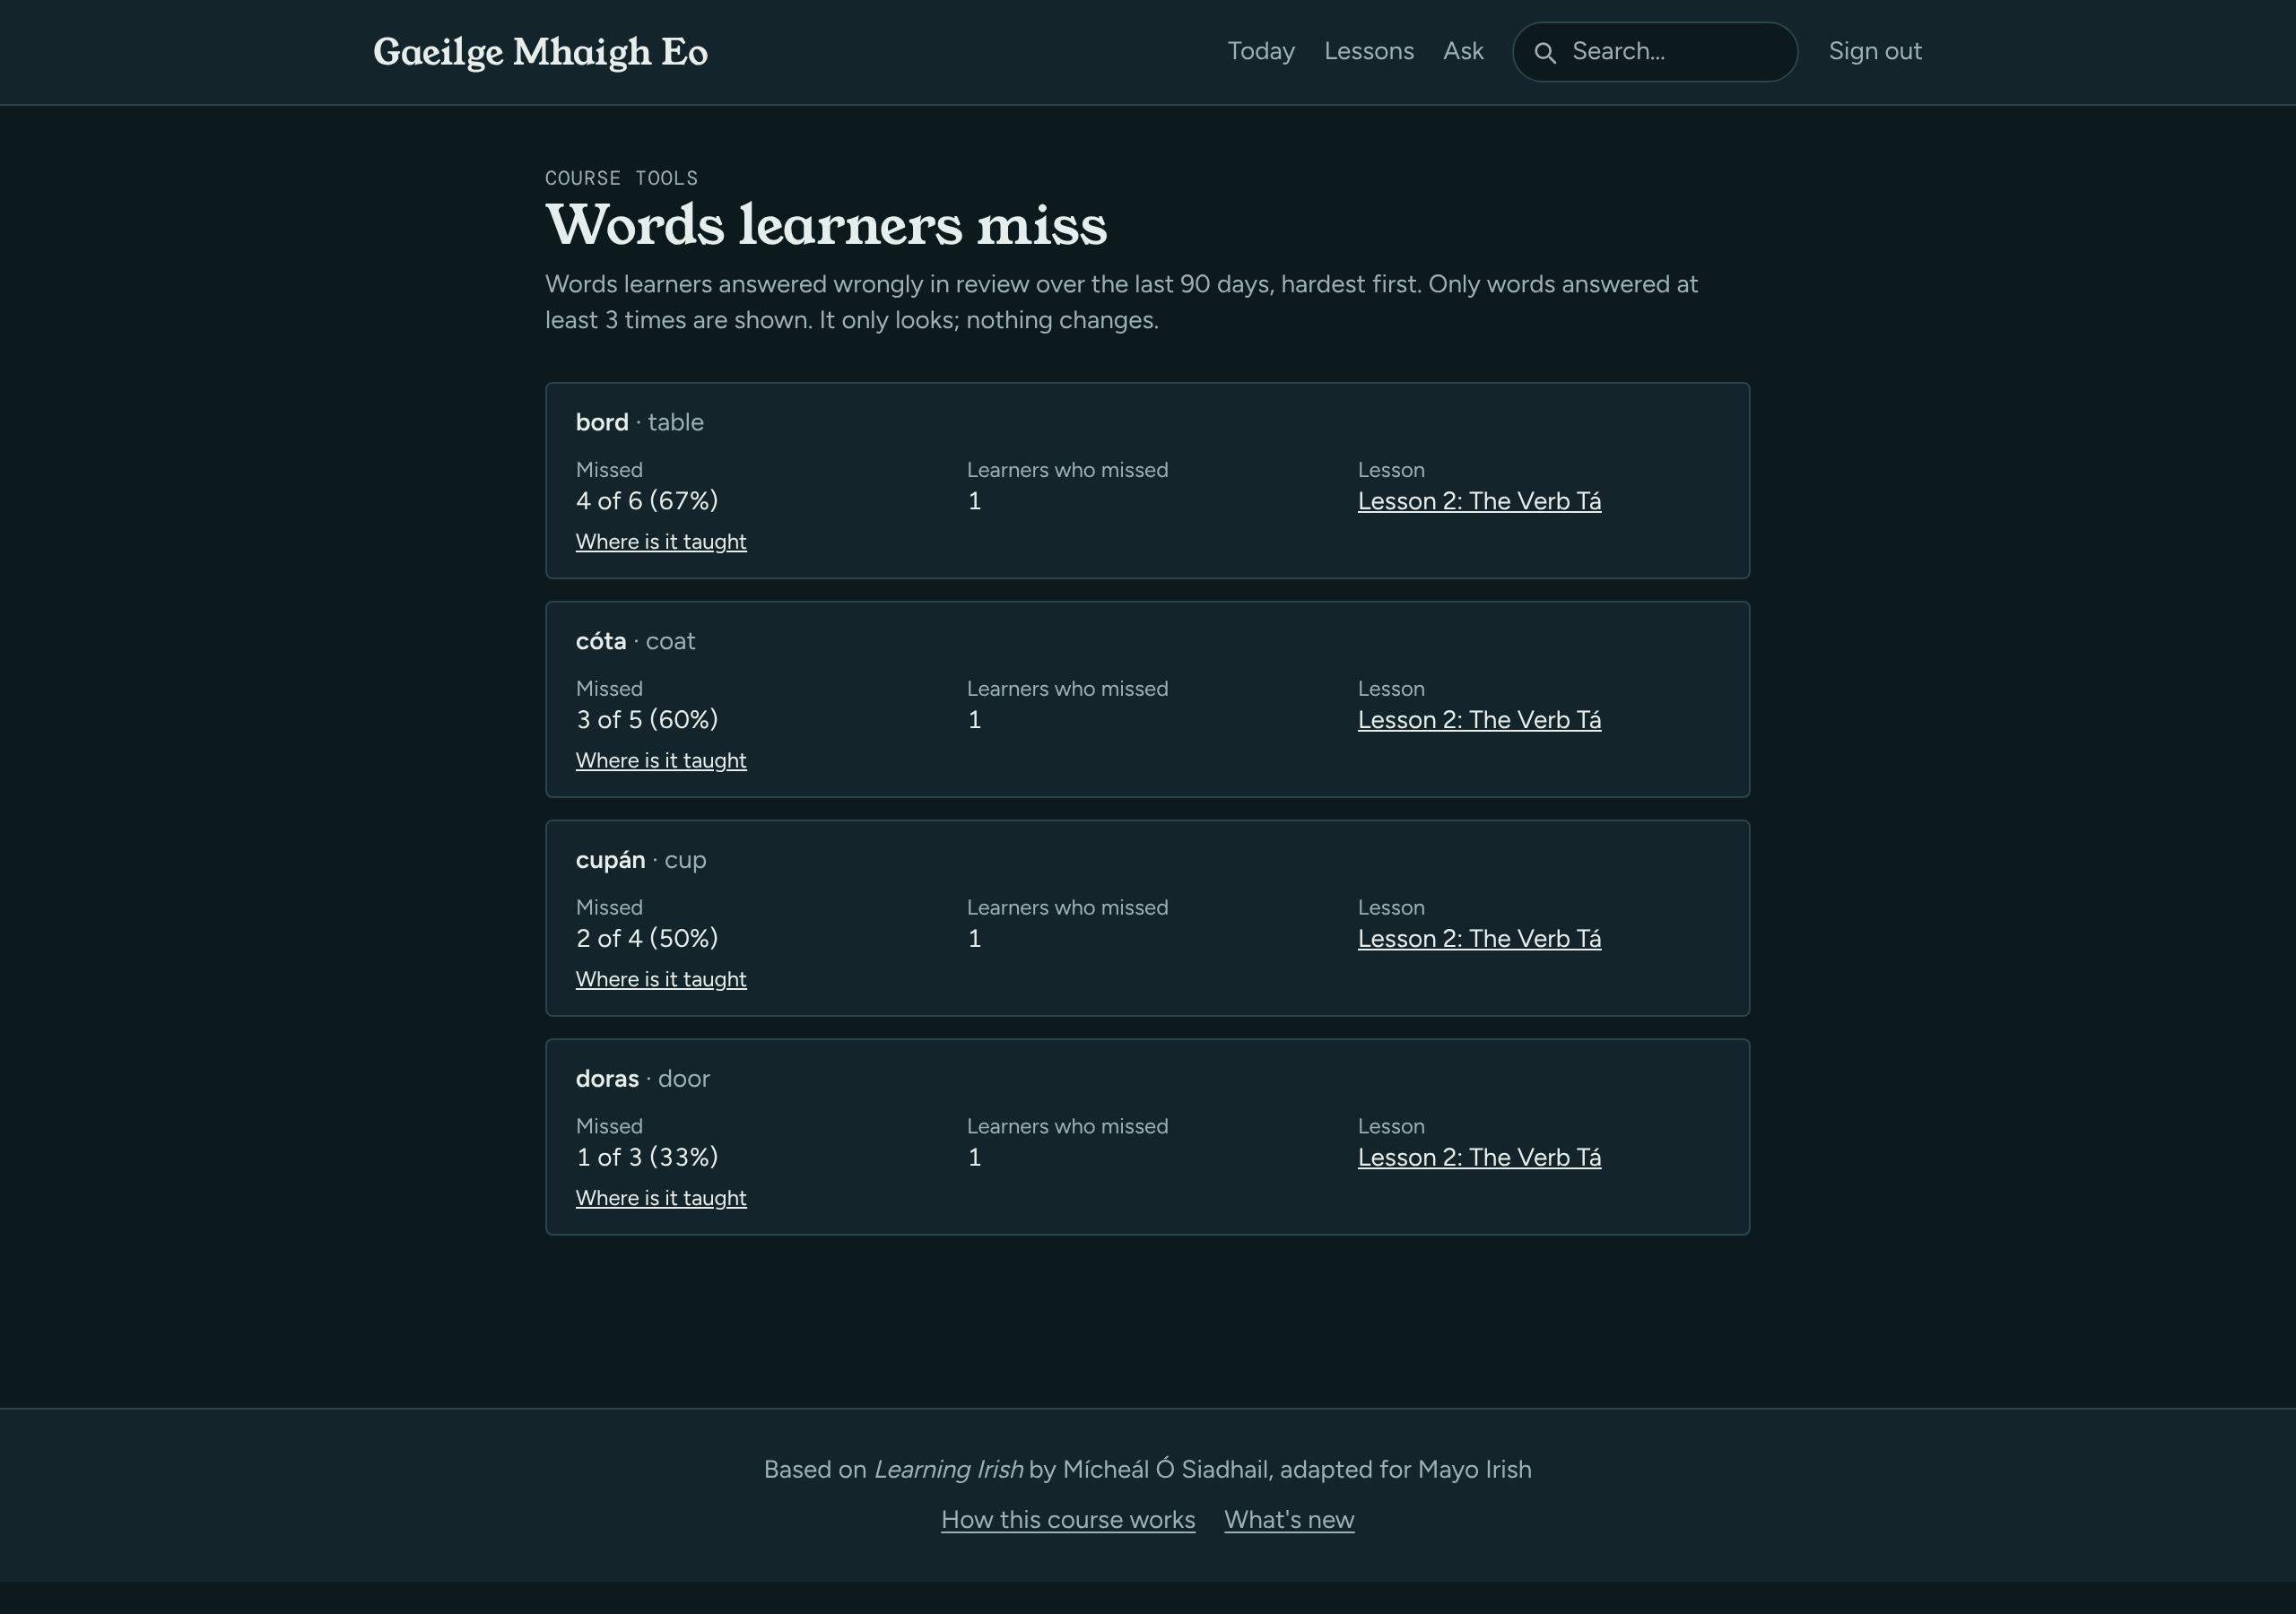 Gaeilge Mhaigh Eo
Today Lessons Ask Search... Sign out
COURSE TOOLS
Words learners miss
Words learners answered wrongly in review over the last 90 days, hardest first. Only words answered at
least 3 times are shown. It only looks; nothing changes.
bord · table
Missed Learners who missed Lesson
4 of 6 (67%) 1 Lesson 2: The Verb Tá
Where is it taught
cóta · coat
Missed Learners who missed Lesson
3 of 5 (60%) 1 Lesson 2: The Verb Tá
Where is it taught
cupán · cup
Missed Learners who missed Lesson
2 of 4 (50%) 1 Lesson 2: The Verb Tá
Where is it taught
doras · door
Missed Learners who missed Lesson
1 of 3 (33%) 1 Lesson 2: The Verb Tá
Where is it taught
Based on Learning Irish by Mícheál Ó Siadhail, adapted for Mayo Irish
How this course works What's new